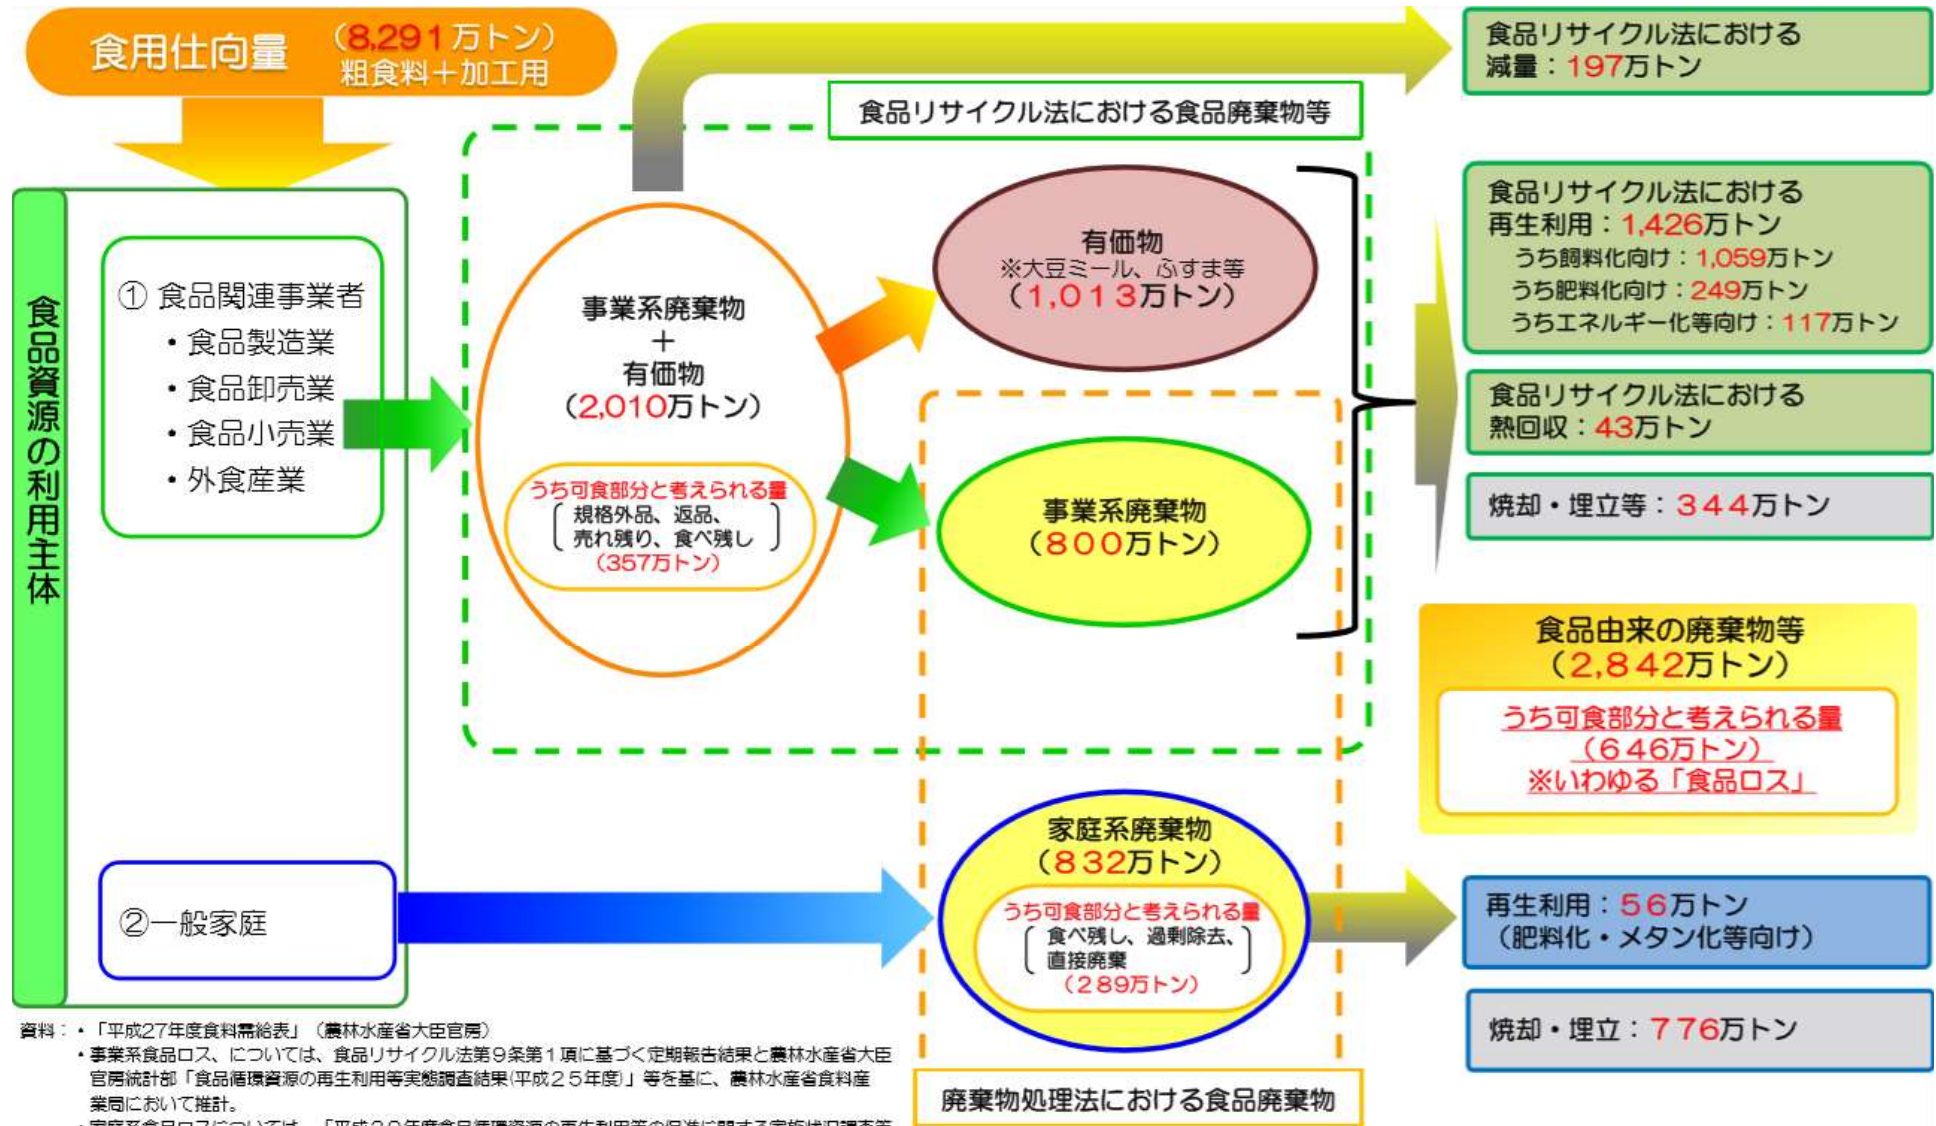 食用仕向量
（8,291万トン）
粗食料＋加工用
食品リサイクル法における
減量：197万トン
食品リサイクル法における食品廃棄物等
食品資源の利用主体
① 食品関連事業者
・食品製造業
・食品卸売業
・食品小売業
・外食産業
事業系廃棄物
＋
有価物
（2,010万トン）
うち可食部分と考えられる量
規格外品、返品、
売れ残り、食べ残し
（357万トン）
有価物
※大豆ミール、ふすま等
（1,013万トン）
事業系廃棄物
（800万トン）
食品リサイクル法における
再生利用：1,426万トン
うち飼料化向け：1,059万トン
うち肥料化向け：249万トン
うちエネルギー化等向け：117万トン
食品リサイクル法における
熱回収：43万トン
焼却・埋立等：344万トン
食品由来の廃棄物等
（2,842万トン）
うち可食部分と考えられる量
（646万トン）
※いわゆる「食品ロス」
②一般家庭
家庭系廃棄物
（832万トン）
うち可食部分と考えられる量
食べ残し、過剰除去、
直接廃棄
（289万トン）
再生利用：56万トン
（肥料化・メタン化等向け）
焼却・埋立：776万トン
廃棄物処理法における食品廃棄物
資料：・「平成27年度食料需給表」（農林水産省大臣官房）
・事業系食品ロス、については、食品リサイクル法第９条第１項に基づく定期報告結果と農林水産省大臣
官房統計部「食品循環資源の再生利用等実態調査結果(平成２５年度)」等を基に、農林水産省食料産
業局において推計。